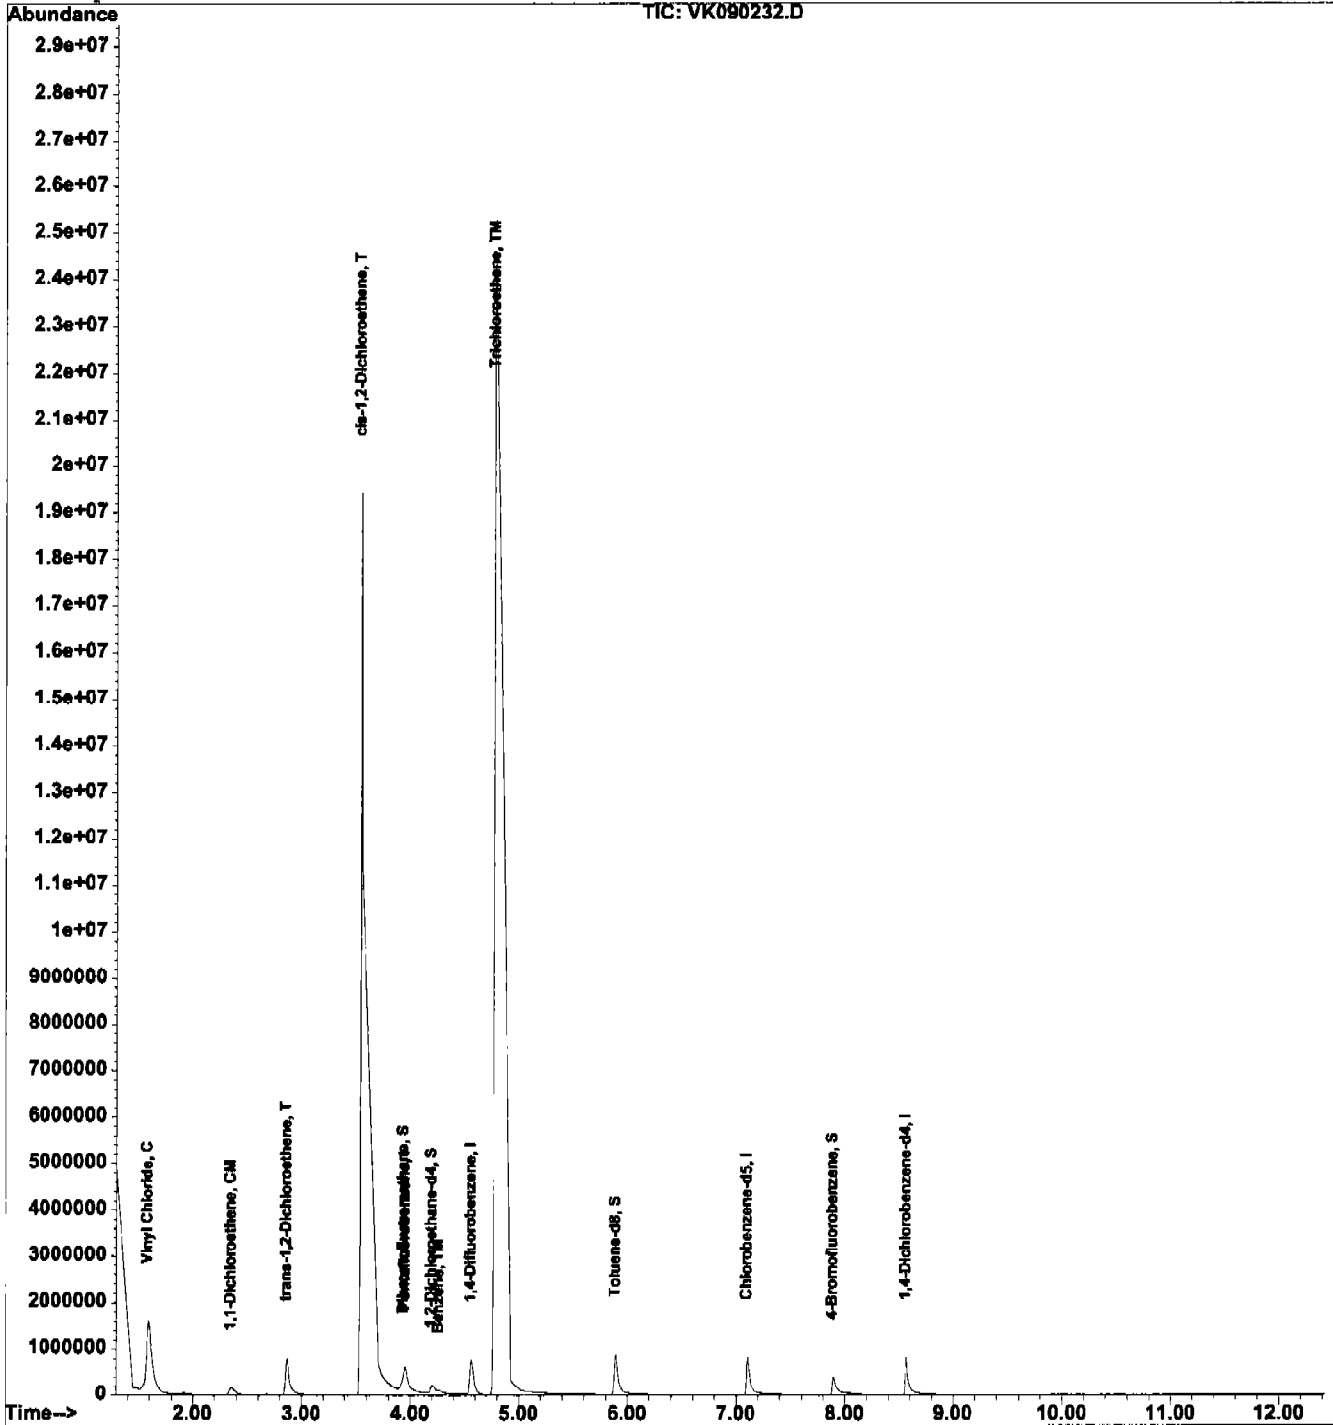 Abundance
TIC: VK090232.D
2.9e+07
2.8e+07
2.7e+07
2.6e+07
2.5e+07
2.4e+07
2.3e+07
2.2e+07
2.1e+07
2e+07
1.9e+07
1.8e+07
1.7e+07
1.6e+07
1.5e+07
1.4e+07
1.3e+07
1.2e+07
1.1e+07
1e+07
9000000
8000000
7000000
6000000
5000000
4000000
3000000
2000000
1000000
0
Vinyl Chloride, C
1,1-Dichloroethene, CM
trans-1,2-Dichloroethene, T
cis-1,2-Dichloroethene, T
S
1,2-Dichloroethane-d4, S
Benzene, TM
1,4-Difluorobenzene, I
Trichloroethene, TM
Toluene-d8, S
Chlorobenzene-d5, I
4-Bromofluorobenzene, S
1,4-Dichlorobenzene-d4, I
Time--> 2.00 3.00 4.00 5.00 6.00 7.00 8.00 9.00 10.00 11.00 12.00